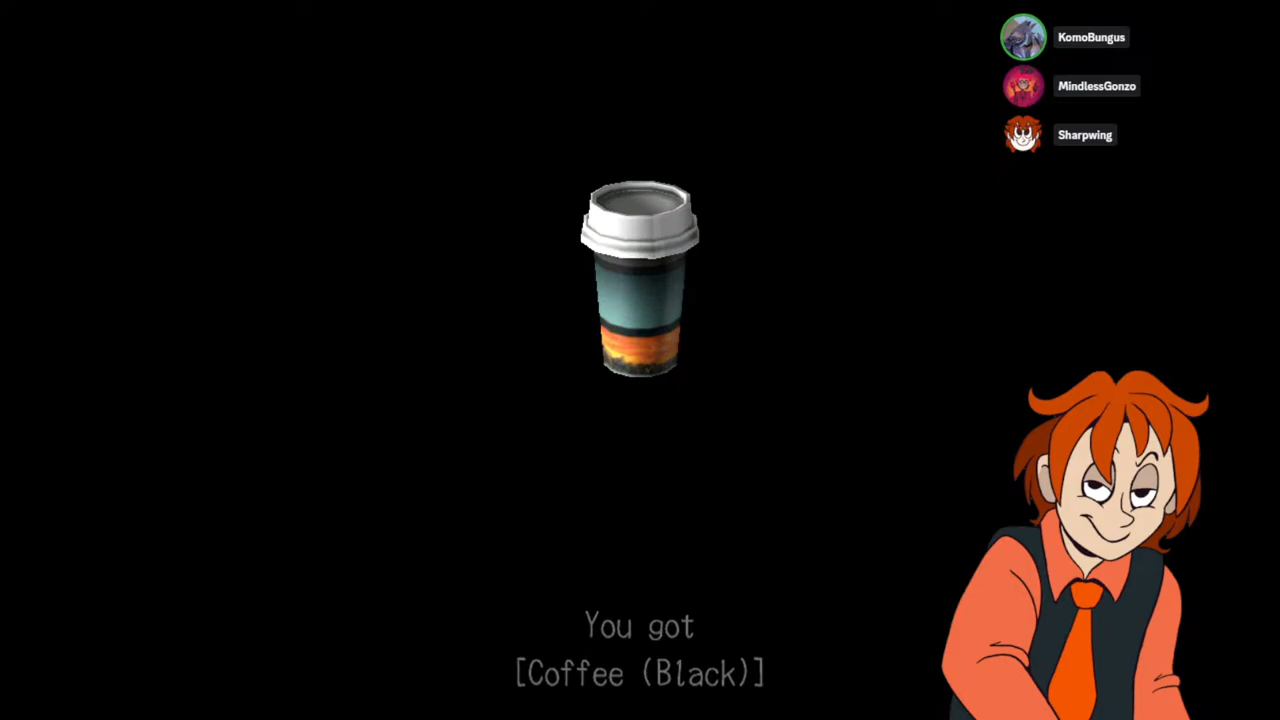 KomoBungus
MindlessGonzo
Sharpwing
You got
[Coffee (Black)]